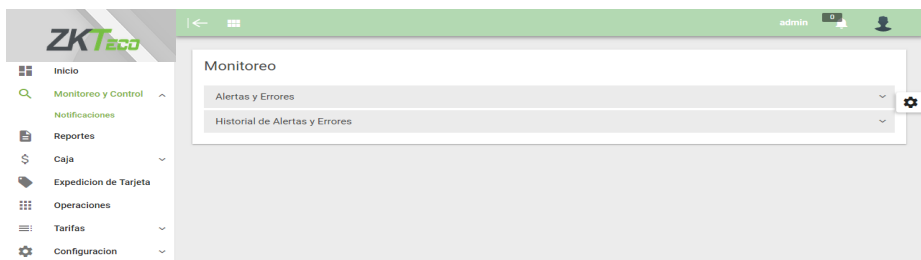 ZKTeco
admin
0
Inicio
Monitoreo y Control
Notificaciones
Reportes
Caja
Expedicion de Tarjeta
Operaciones
Tarifas
Configuracion
Monitoreo
Alertas y Errores
Historial de Alertas y Errores